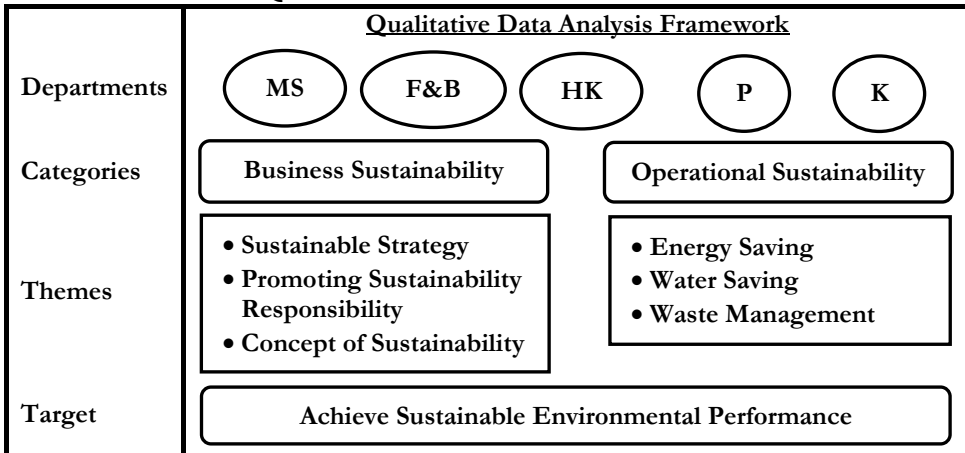 Qualitative Data Analysis Framework
Departments
MS
F&B
HK
P
K
Categories
Business Sustainability
Operational Sustainability
Themes
• Sustainable Strategy
• Promoting Sustainability
Responsibility
• Concept of Sustainability
• Energy Saving
• Water Saving
• Waste Management
Target
Achieve Sustainable Environmental Performance